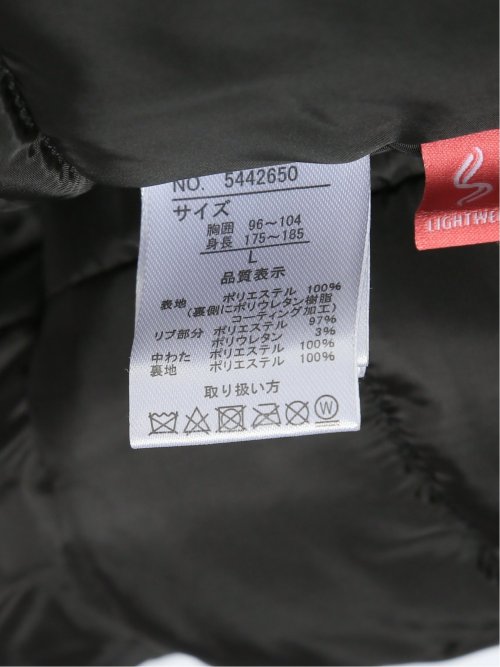 NO. 5442650
サイズ
胸囲 96～104
身長 175～185
L
品質表示
表地 ポリエステル 100%
(裏側にポリウレタン樹脂
コーティング加工)
リブ部分 ポリエステル 97%
ポリウレタン 3%
中わた ポリエステル 100%
裏地 ポリエステル 100%
取り扱い方
W
LIGHTWE